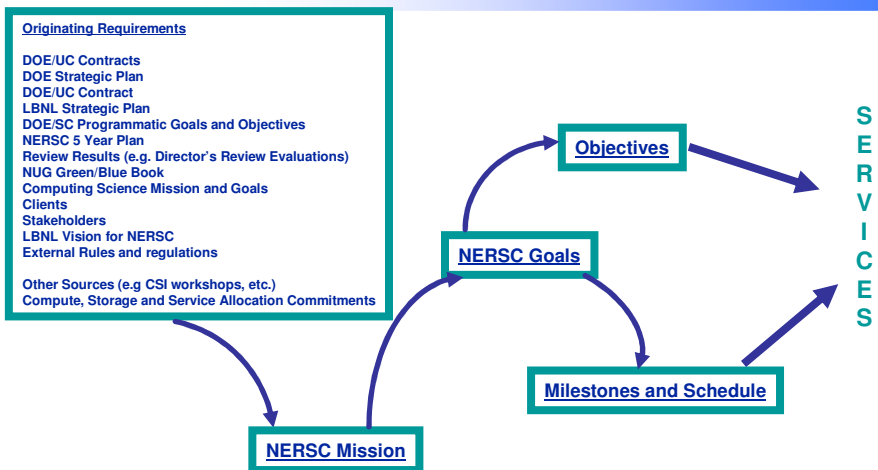 Originating Requirements
DOE/UC Contracts
DOE Strategic Plan
DOE/UC Contract
LBNL Strategic Plan
DOE/SC Programmatic Goals and Objectives
NERSC 5 Year Plan
Review Results (e.g. Director's Review Evaluations)
NUG Green/Blue Book
Computing Science Mission and Goals
Clients
Stakeholders
LBNL Vision for NERSC
External Rules and regulations
Other Sources (e.g CSI workshops, etc.)
Compute, Storage and Service Allocation Commitments
NERSC Mission
NERSC Goals
Objectives
Milestones and Schedule
S
E
R
V
I
C
E
S